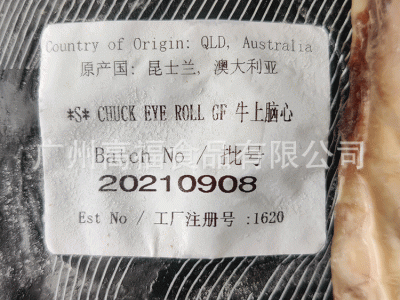 Country of Origin: QLD, Australia
原产国: 昆士兰, 澳大利亚
*S* CHUCK EYE ROLL GF 牛上脑心
广州嘉福食品有限公司
Batch No / 批号
20210908
Est No / 工厂注册号 :1620